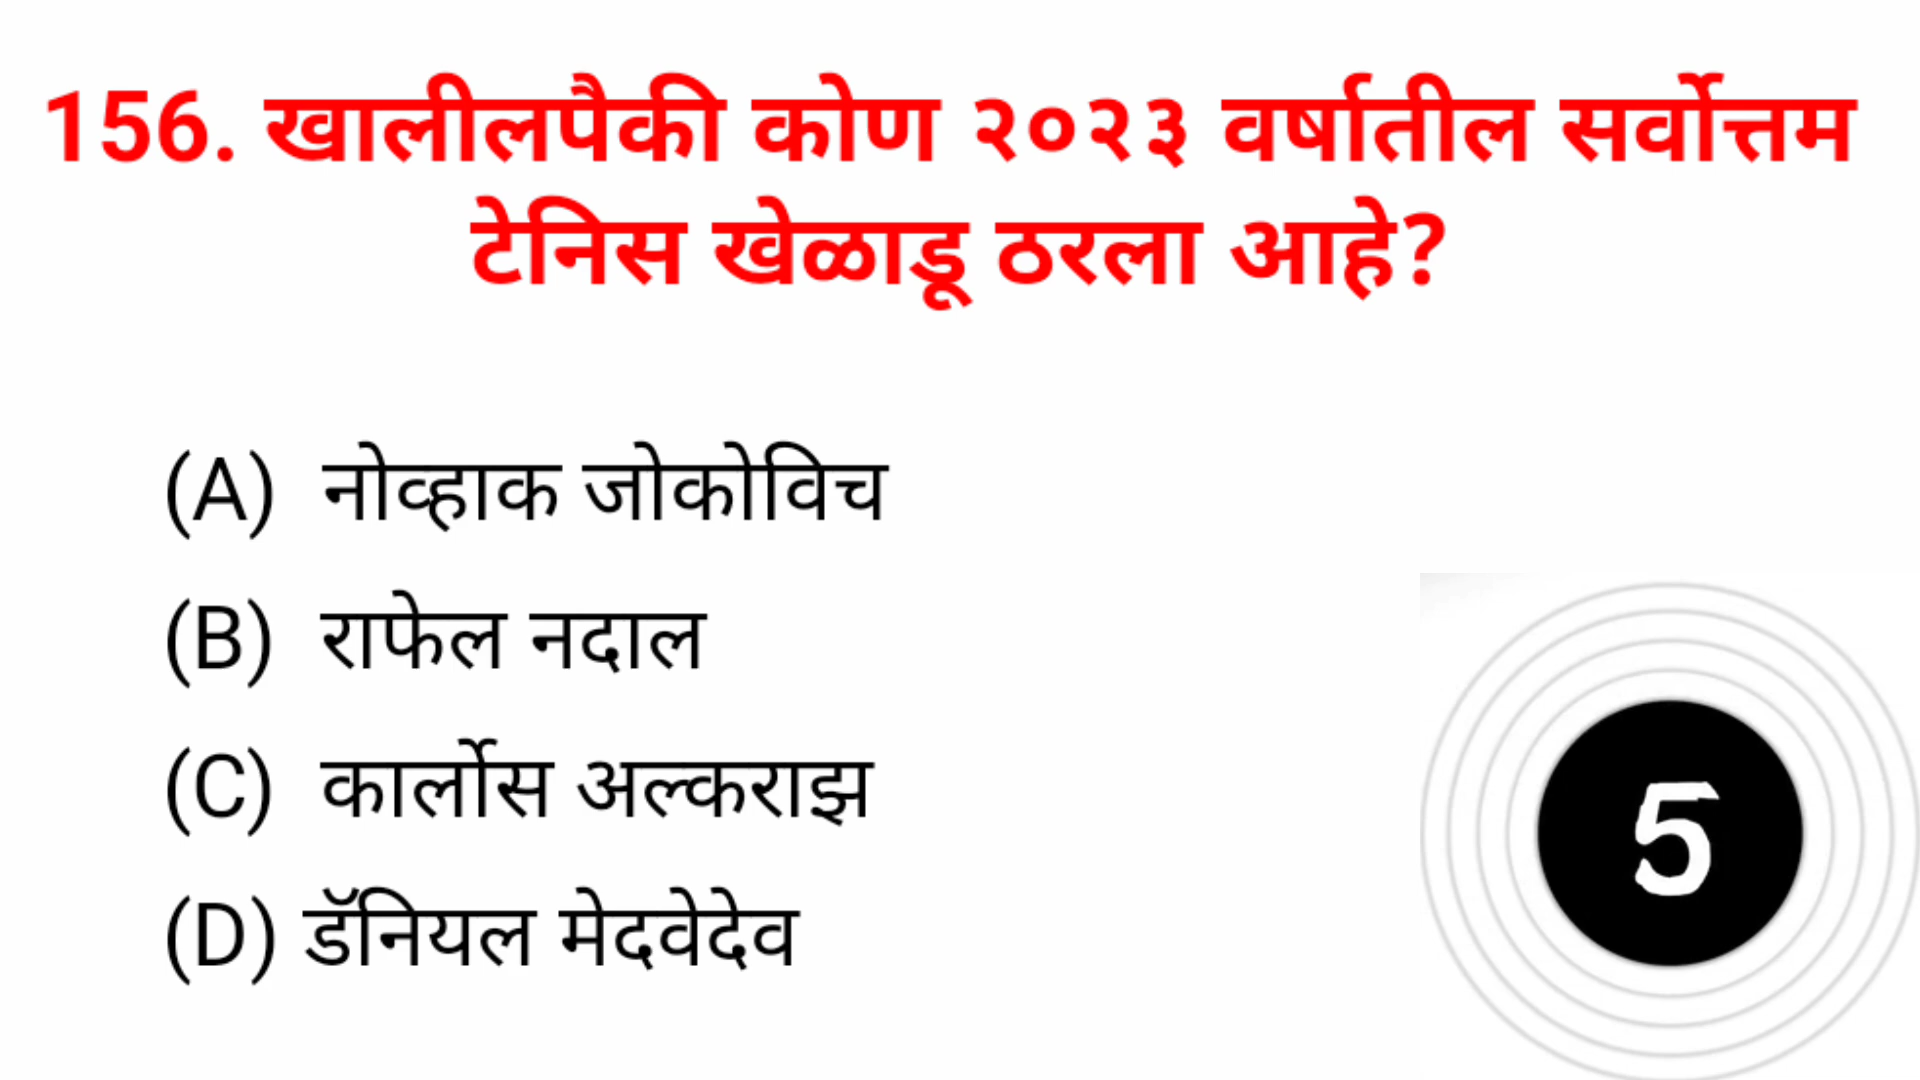 156. खालीलपैकी कोण २०२३ वर्षातील सर्वोत्तम
टेनिस खेळाडू ठरला आहे?
(A) नोव्हाक जोकोविच
(B) राफेल नदाल
(C) कार्लोस अल्कराझ
(D) डॅनियल मेदवेदेव
5